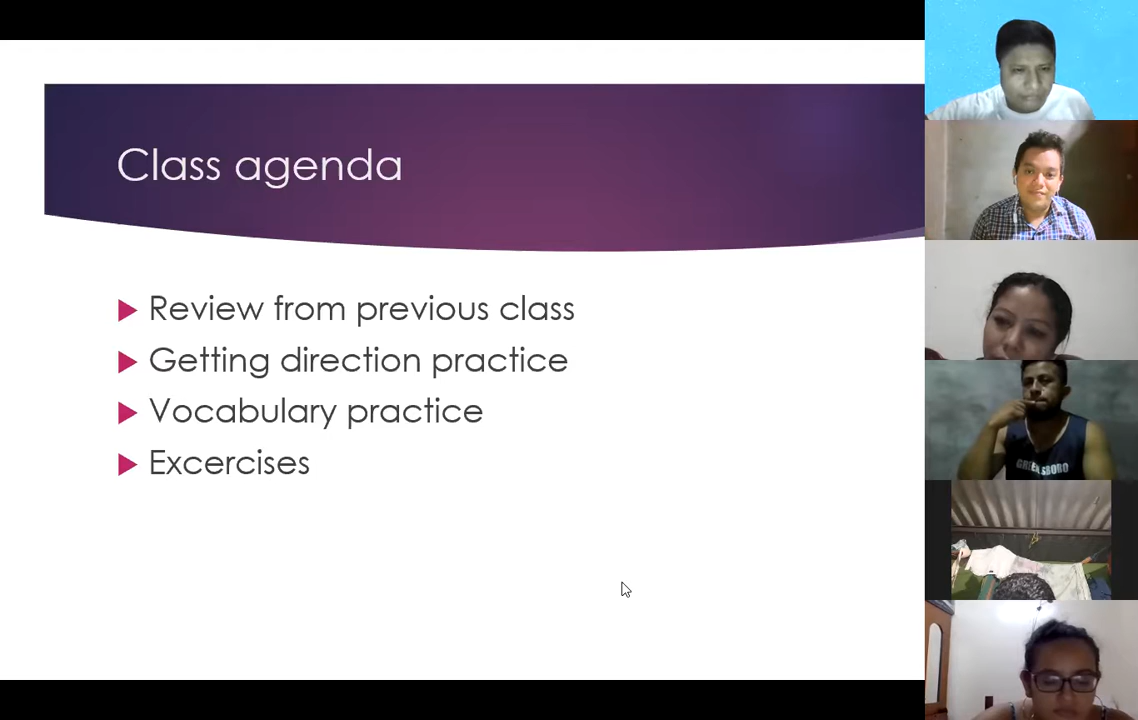 Class agenda
Review from previous class
Getting direction practice
Vocabulary practice
Excercises